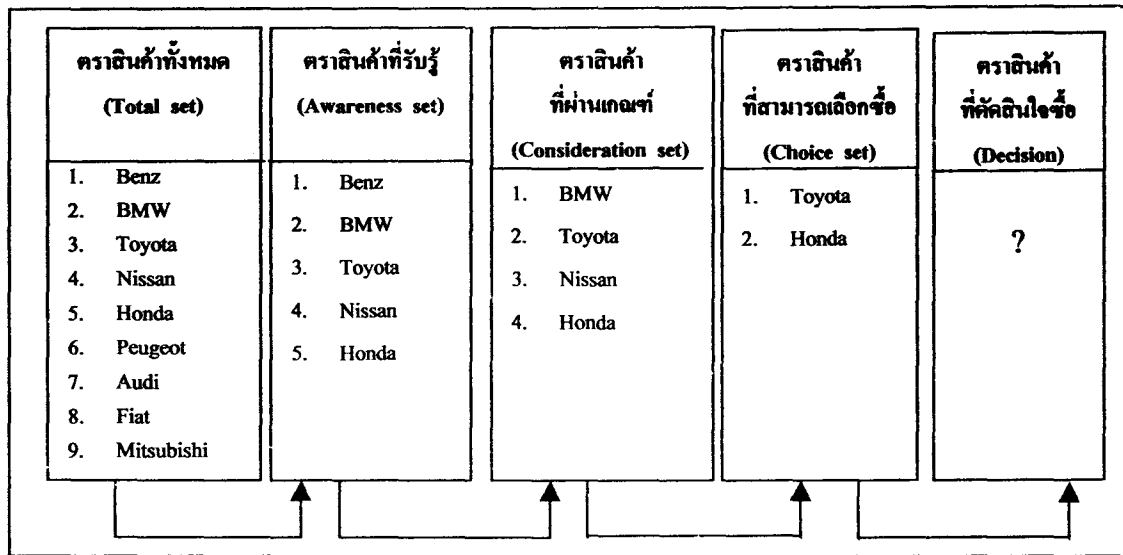 ตราสินค้าทั้งหมด
(Total set)
1. Benz
2. BMW
3. Toyota
4. Nissan
5. Honda
6. Peugeot
7. Audi
8. Fiat
9. Mitsubishi
ตราสินค้าที่รับรู้
(Awareness set)
1. Benz
2. BMW
3. Toyota
4. Nissan
5. Honda
ตราสินค้า
ที่ผ่านเกณฑ์
(Consideration set)
1. BMW
2. Toyota
3. Nissan
4. Honda
ตราสินค้า
ที่สามารถเลือกซื้อ
(Choice set)
1. Toyota
2. Honda
ตราสินค้า
ที่ตัดสินใจซื้อ
(Decision)
?